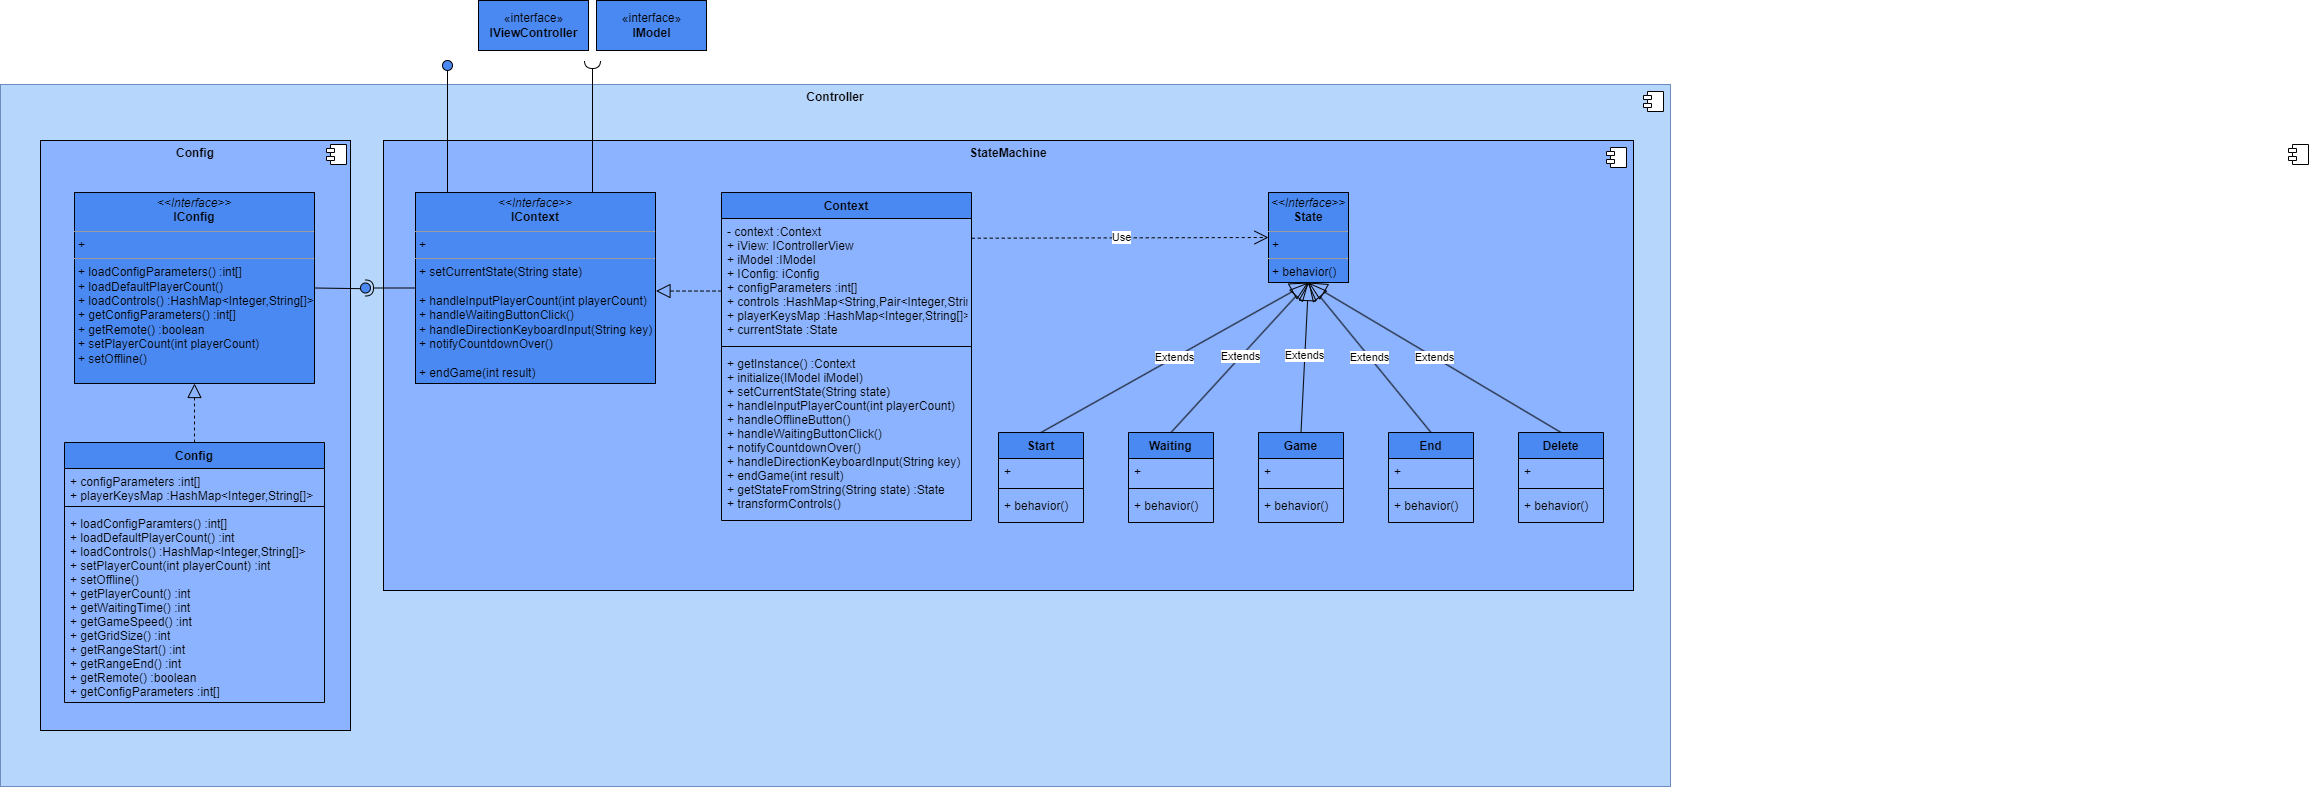 «interface»
IViewController
«interface»
IModel
Controller
Config
<<Interface>>
IConfig
+
+ loadConfigParameters() :int[]
+ loadDefaultPlayerCount()
+ loadControls() :HashMap<Integer,String[]>
+ getConfigParameters() :int[]
+ getRemote() :boolean
+ setPlayerCount(int playerCount)
+ setOffline()
Config
+ configParameters :int[]
+ playerKeysMap :HashMap<Integer,String[]>
+ loadConfigParamters() :int[]
+ loadDefaultPlayerCount() :int
+ loadControls() :HashMap<Integer,String[]>
+ setPlayerCount(int playerCount) :int
+ setOffline()
+ getPlayerCount() :int
+ getWaitingTime() :int
+ getGameSpeed() :int
+ getGridSize() :int
+ getRangeStart() :int
+ getRangeEnd() :int
+ getRemote() :boolean
+ getConfigParameters :int[]
StateMachine
<<Interface>>
IContext
+
+ setCurrentState(String state)
+ handleInputPlayerCount(int playerCount)
+ handleWaitingButtonClick()
+ handleDirectionKeyboardInput(String key)
+ notifyCountdownOver()
+ endGame(int result)
Context
- context :Context
+ iView: IControllerView
+ iModel :IModel
+ IConfig: iConfig
+ configParameters :int[]
+ controls :HashMap<String,Pair<Integer,Strin
+ playerKeysMap :HashMap<Integer,String[]>
+ currentState :State
+ getInstance() :Context
+ initialize(IModel iModel)
+ setCurrentState(String state)
+ handleInputPlayerCount(int playerCount)
+ handleOfflineButton()
+ handleWaitingButtonClick()
+ notifyCountdownOver()
+ handleDirectionKeyboardInput(String key)
+ endGame(int result)
+ getStateFromString(String state) :State
+ transformControls()
Use
<<Interface>>
State
+
+ behavior()
Extends
Extends
Extends
Extends
Extends
Start
+
+ behavior()
Waiting
+
+ behavior()
Game
+
+ behavior()
End
+
+ behavior()
Delete
+
+ behavior()